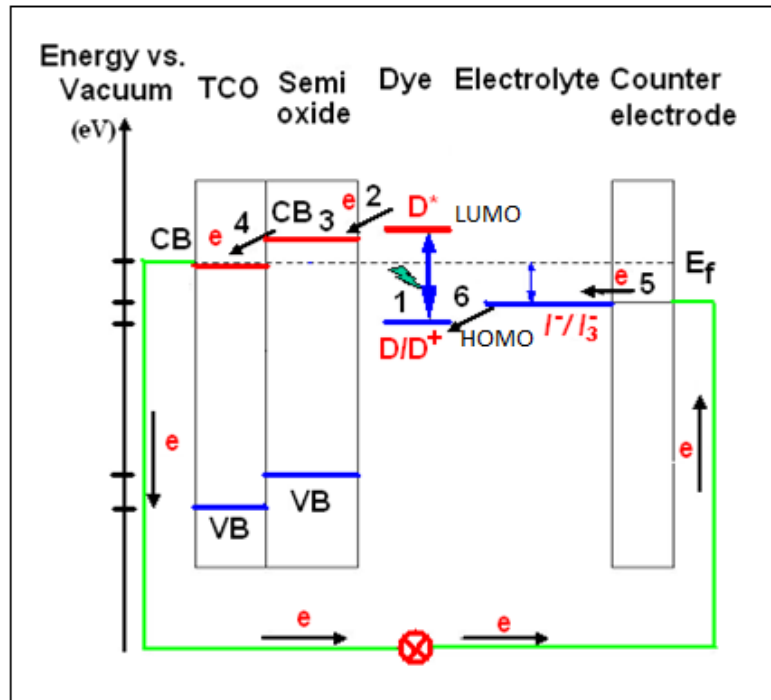 Energy vs.
Vacuum
(eV)
TCO
Semi
oxide
Dye
Electrolyte
Counter
electrode
CB
e
4
CB
3
e
2
D*
LUMO
1
6
e
5
E_f
D/D⁺
HOMO
I⁻/I₃⁻
e
VB
VB
e
e
e